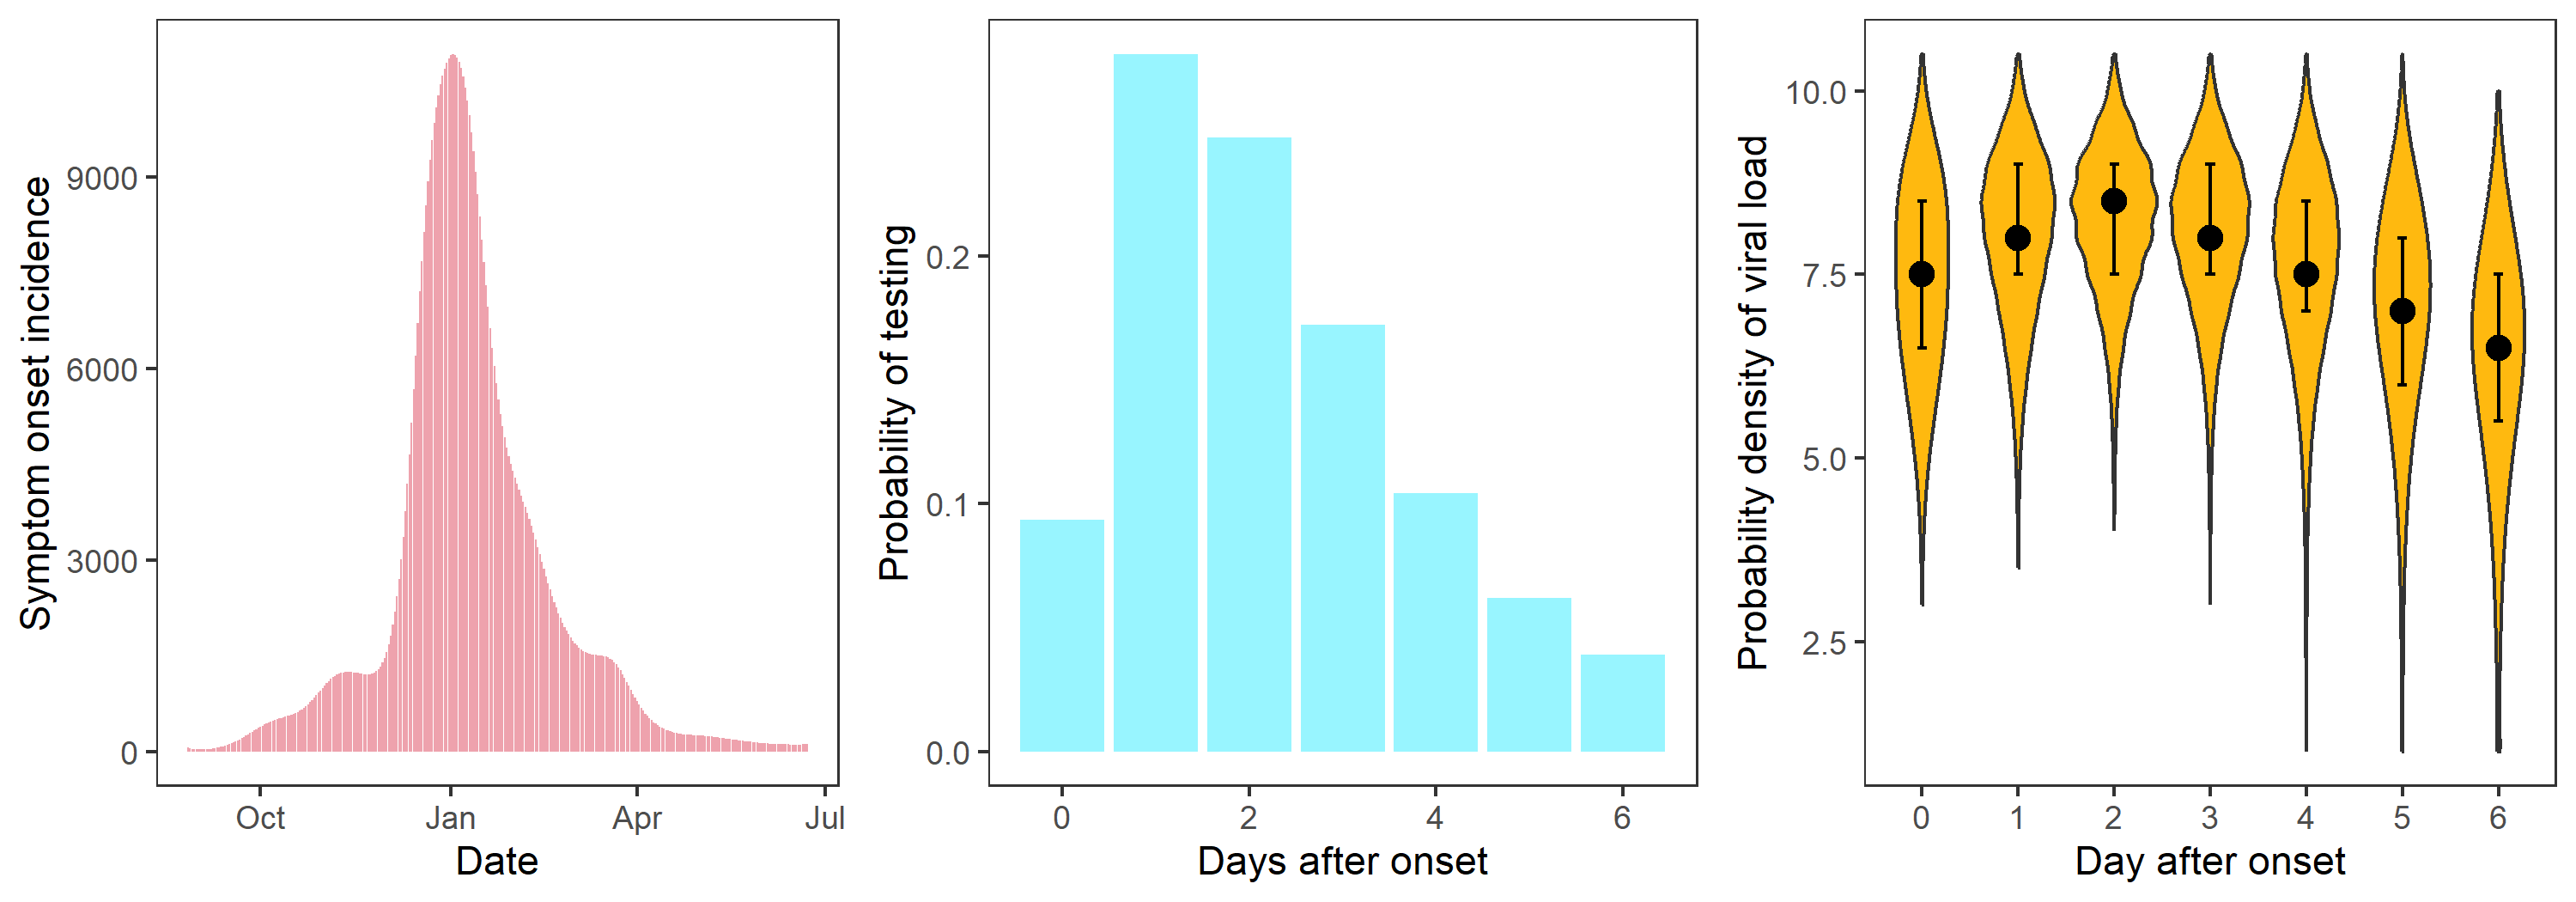 Symptom onset incidence
9000
6000
3000
0
Oct Jan Apr Jul
Date
Probability of testing
0.2
0.1
0.0
0 2 4 6
Days after onset
Probability density of viral load
10.0
7.5
5.0
2.5
0 1 2 3 4 5 6
Day after onset